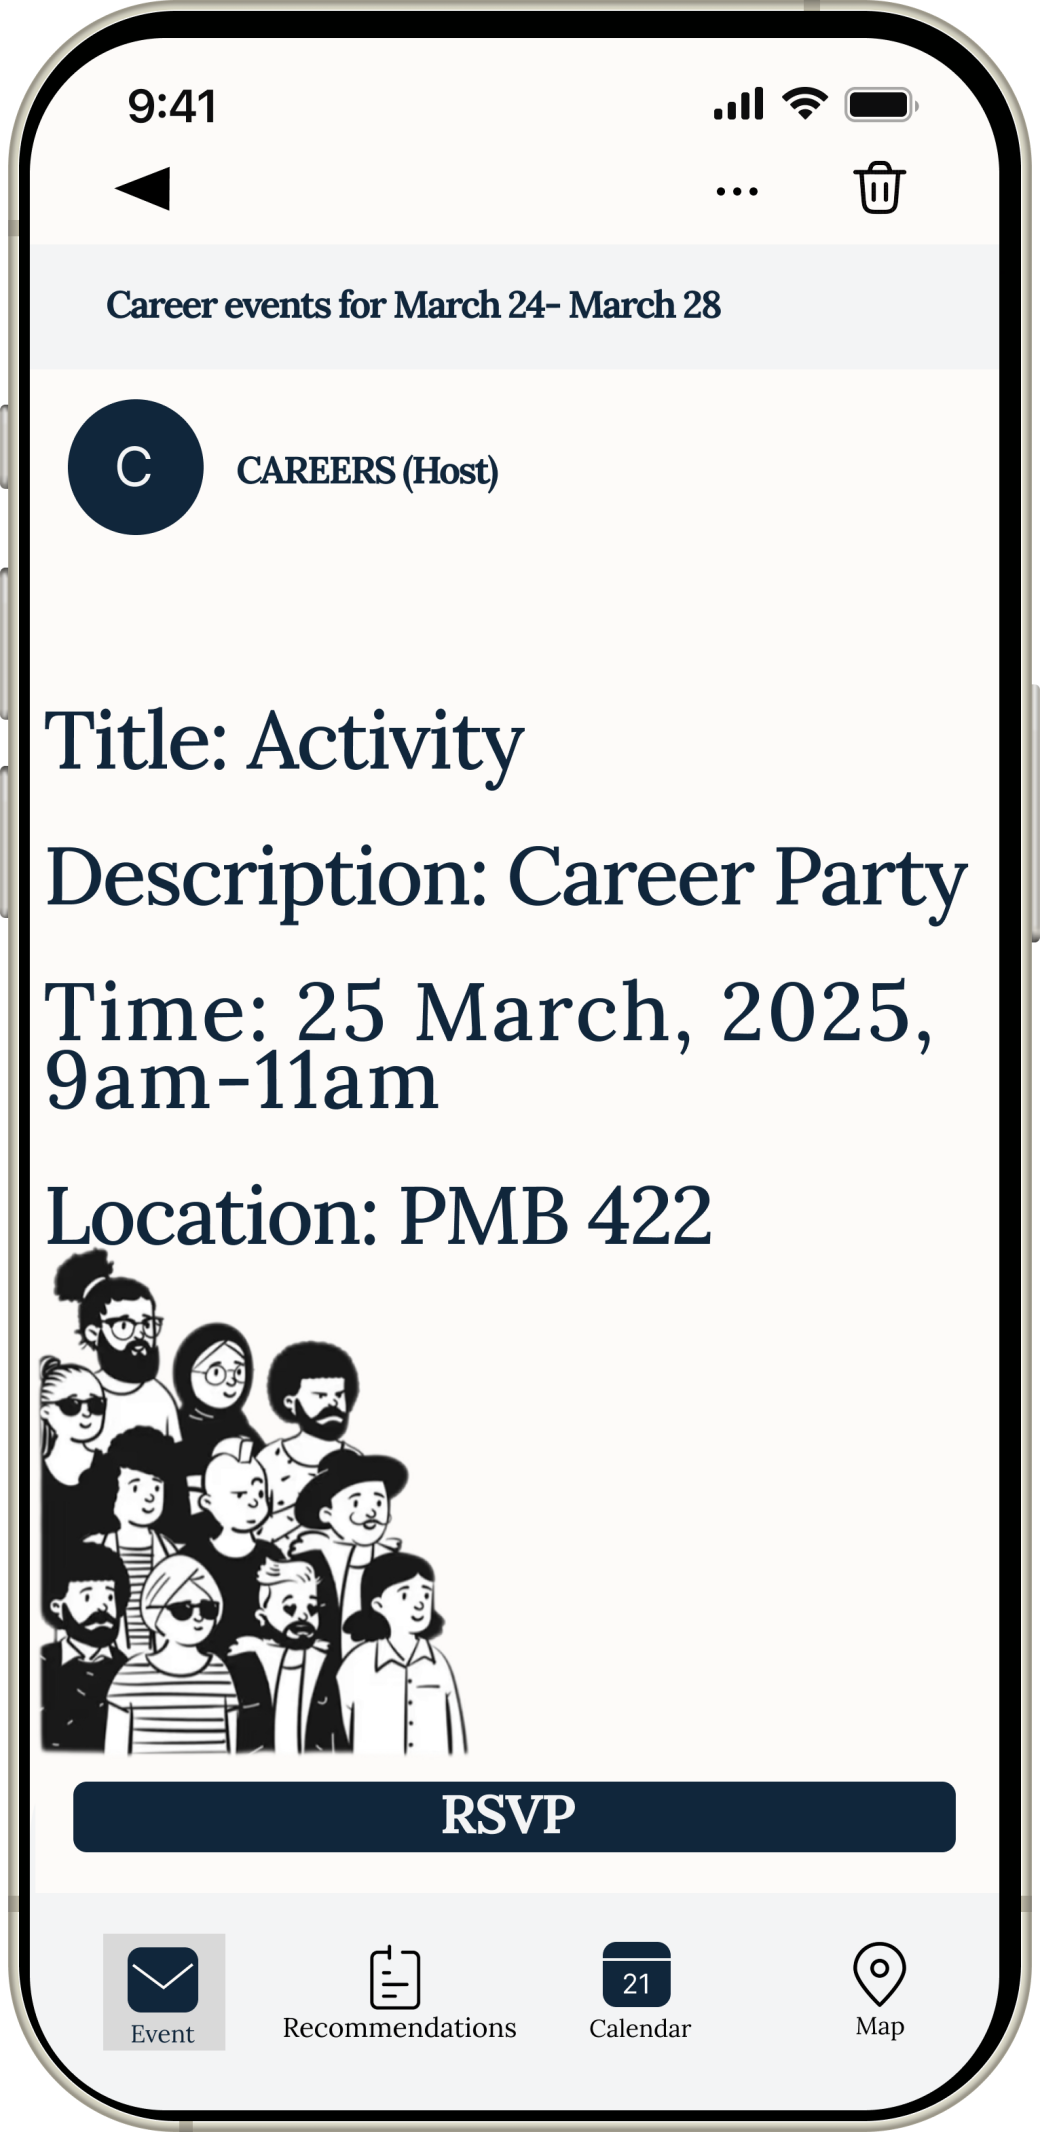 9:41
...
Career events for March 24- March 28
C
CAREERS (Host)
Title: Activity
Description: Career Party
Time: 25 March, 2025,
9am-11am
Location: PMB 422
RSVP
21
Event
Recommendations
Calendar
Map